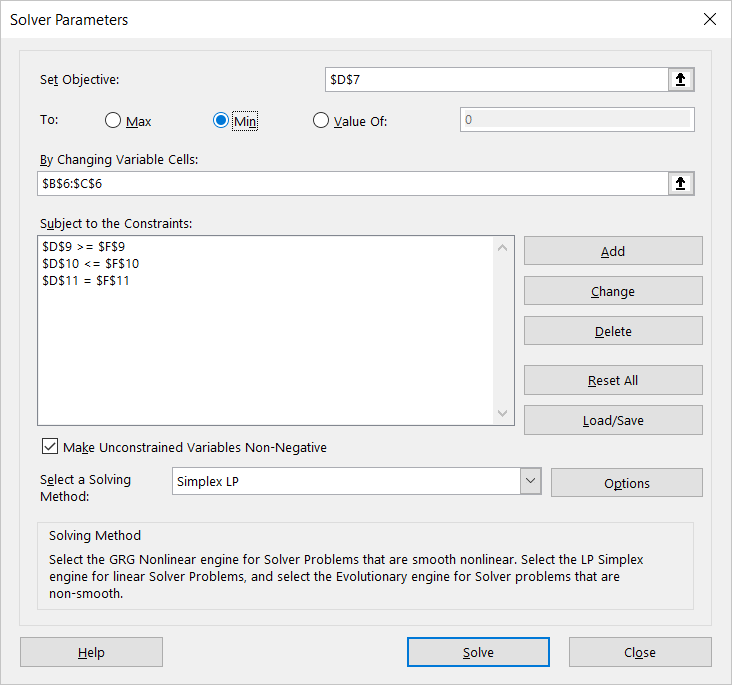 Solver Parameters
Set Objective:
$D$7
To:
Max
Min
Value Of:
0
By Changing Variable Cells:
$B$6:$C$6
Subject to the Constraints:
$D$9 >= $F$9
$D$10 <= $F$10
$D$11 = $F$11
Add
Change
Delete
Reset All
Load/Save
Make Unconstrained Variables Non-Negative
Select a Solving
Method:
Simplex LP
Options
Solving Method
Select the GRG Nonlinear engine for Solver Problems that are smooth nonlinear. Select the LP Simplex
engine for linear Solver Problems, and select the Evolutionary engine for Solver problems that are
non-smooth.
Help
Solve
Close